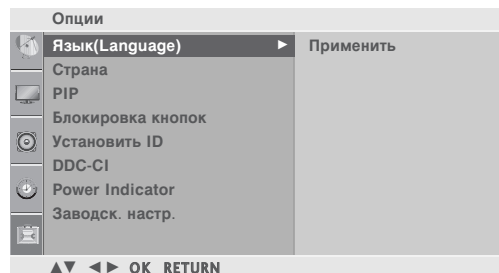 Опции
Язык(Language) ► Применить
Страна
PIP
Блокировка кнопок
Установить ID
DDC-CI
Power Indicator
Заводск. настр.
▲▼ ◄► OK RETURN